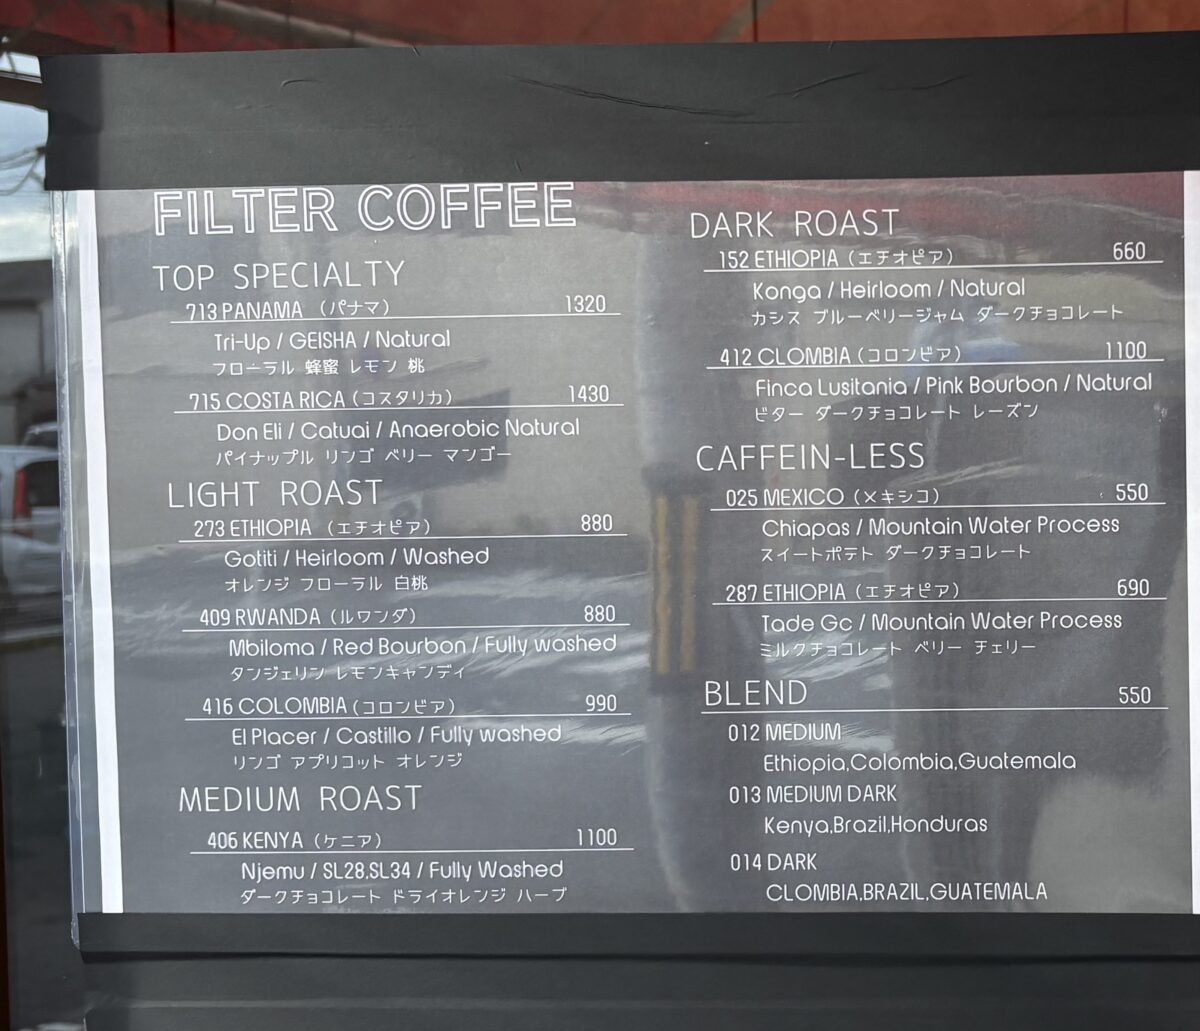 FILTER COFFEE
TOP SPECIALTY
713 PANAMA （パナマ） 1320
Tri-Up / GEISHA / Natural
フローラル 蜂蜜 レモン 桃
715 COSTA RICA （コスタリカ） 1430
Don Eli / Catuai / Anaerobic Natural
パイナップル リンゴ ベリー マンゴー
LIGHT ROAST
273 ETHIOPIA （エチオピア） 880
Gotiti / Heirloom / Washed
オレンジ フローラル 白桃
409 RWANDA （ルワンダ） 880
Mbiloma / Red Bourbon / Fully washed
タンジェリン レモンキャンディ
416 COLOMBIA （コロンビア） 990
El Placer / Castillo / Fully washed
リンゴ アプリコット オレンジ
MEDIUM ROAST
406 KENYA （ケニア） 1100
Njemu / SL28,SL34 / Fully Washed
ダークチョコレート ドライオレンジ ハーブ
DARK ROAST
152 ETHIOPIA （エチオピア） 660
Konga / Heirloom / Natural
カシス ブルーベリージャム ダークチョコレート
412 CLOMBIA （コロンビア） 1100
Finca Lusitania / Pink Bourbon / Natural
ビター ダークチョコレート レーズン
CAFFEIN-LESS
025 MEXICO （メキシコ） 550
Chiapas / Mountain Water Process
スイートポテト ダークチョコレート
287 ETHIOPIA （エチオピア） 690
Tade Gc / Mountain Water Process
ミルクチョコレート ベリー チェリー
BLEND 550
012 MEDIUM
Ethiopia,Colombia,Guatemala
013 MEDIUM DARK
Kenya,Brazil,Honduras
014 DARK
CLOMBIA,BRAZIL,GUATEMALA